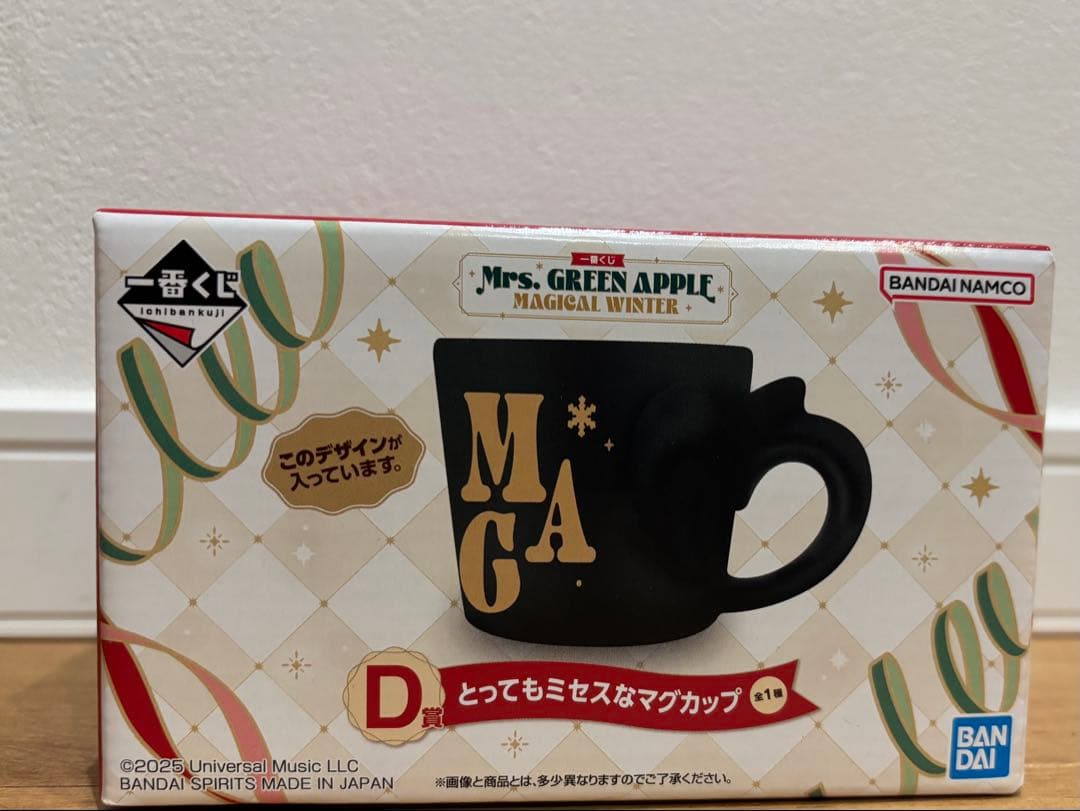 一番くじ
ichibankuji
一番くじ
Mrs. GREEN APPLE
MAGICAL WINTER
BANDAI NAMCO
このデザインが
入っています。
M
A
G
D賞
とってもミセスなマグカップ 全1種
©2025 Universal Music LLC
BANDAI SPIRITS MADE IN JAPAN
※画像と商品とは、多少異なりますのでご了承ください。
BAN
DAI